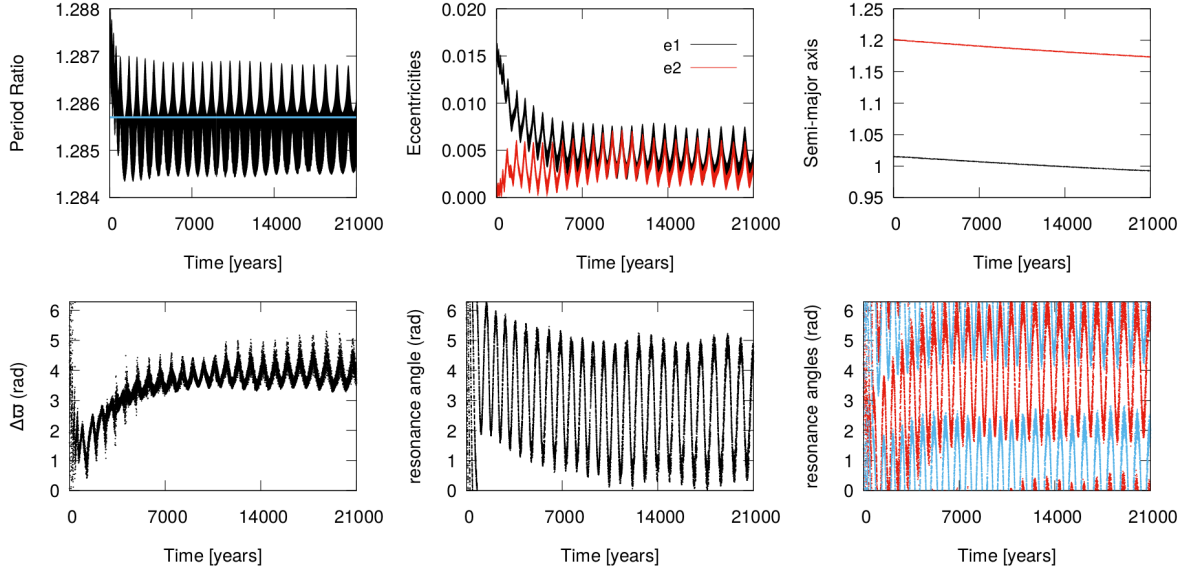 1.288
1.287
1.286
1.285
1.284
Period Ratio
0 7000 14000 21000
Time [years]
0.020
0.015
0.010
0.005
0.000
Eccentricities
e1
e2
0 7000 14000 21000
Time [years]
1.25
1.2
1.15
1.1
1.05
1
0.95
Semi-major axis
0 7000 14000 21000
Time [years]
6
5
4
3
2
1
0
Δϖ (rad)
0 7000 14000 21000
Time [years]
6
5
4
3
2
1
0
resonance angle (rad)
0 7000 14000 21000
Time [years]
6
5
4
3
2
1
0
resonance angles (rad)
0 7000 14000 21000
Time [years]